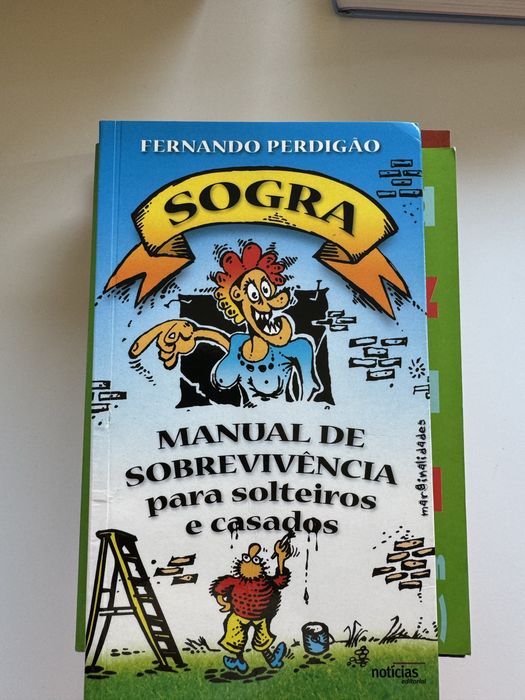 FERNANDO PERDIGÃO
SOGRA
MANUAL DE
SOBREVIVÊNCIA
para solteiros
e casados
marginalidades
notícias
editorial